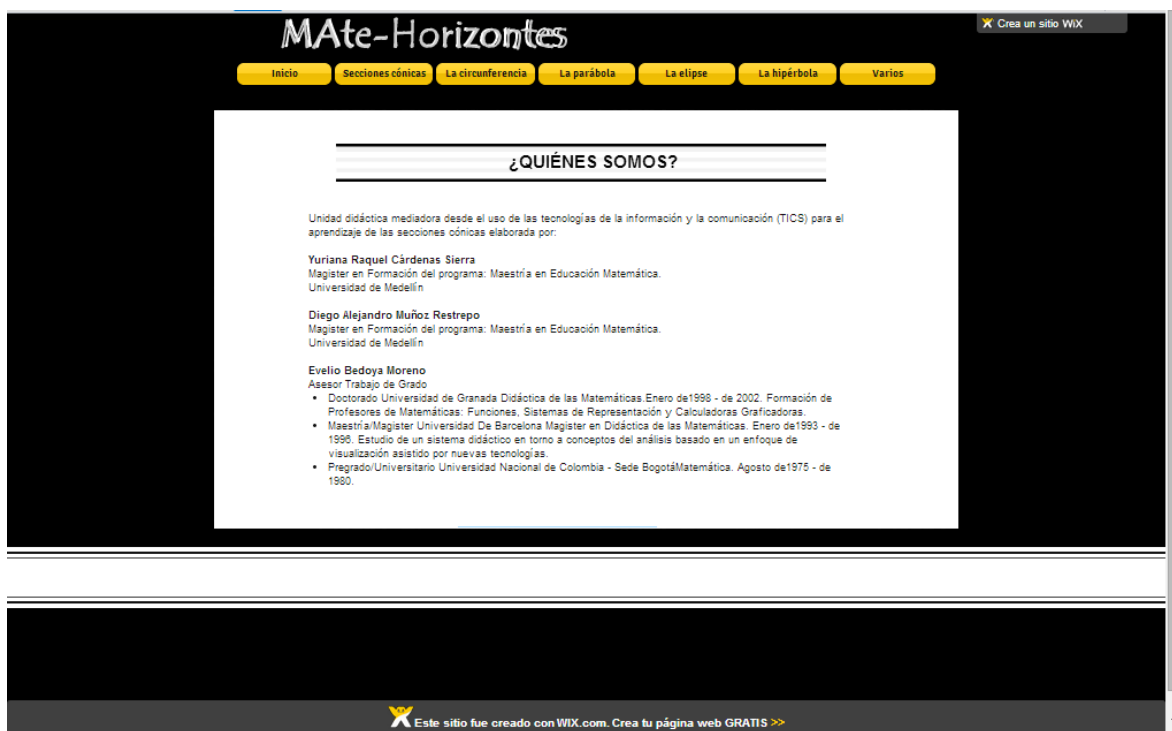 MAte-Horizontes
Crea un sitio WiX
Inicio
Secciones cónicas
La circunferencia
La parábola
La elipse
La hipérbola
Varios
¿QUIÉNES SOMOS?
Unidad didáctica mediadora desde el uso de las tecnologías de la información y la comunicación (TICS) para el
aprendizaje de las secciones cónicas elaborada por:
Yuriana Raquel Cárdenas Sierra
Magister en Formación del programa: Maestría en Educación Matemática.
Universidad de Medellín
Diego Alejandro Muñoz Restrepo
Magister en Formación del programa: Maestría en Educación Matemática.
Universidad de Medellín
Evelio Bedoya Moreno
Asesor Trabajo de Grado
• Doctorado Universidad de Granada Didáctica de las Matemáticas.Enero de1998 - de 2002. Formación de
Profesores de Matemáticas: Funciones, Sistemas de Representación y Calculadoras Graficadoras.
• Maestría/Magister Universidad De Barcelona Magister en Didáctica de las Matemáticas. Enero de1993 - de
1996. Estudio de un sistema didáctico en torno a conceptos del análisis basado en un enfoque de
visualización asistido por nuevas tecnologías.
• Pregrado/Universitario Universidad Nacional de Colombia - Sede BogotáMatemática. Agosto de1975 - de
1980.
Este sitio fue creado con WIX.com. Crea tu página web GRATIS >>